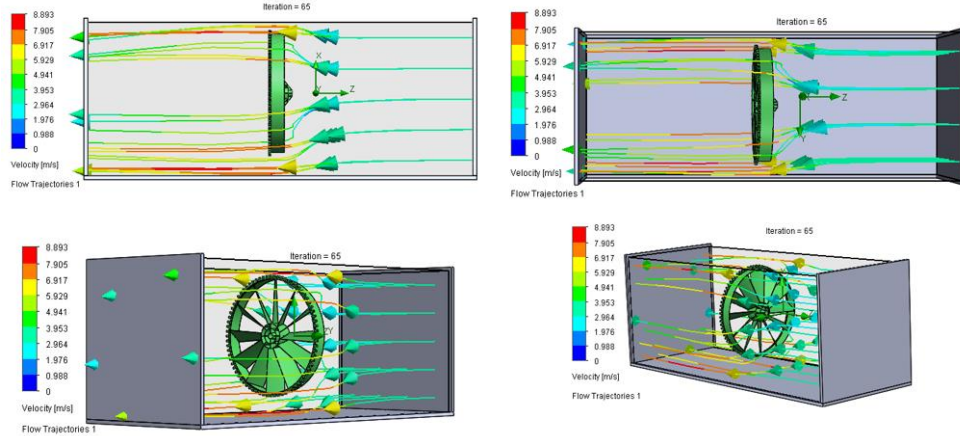 8.893
7.905
6.917
5.929
4.941
3.953
2.964
1.976
0.988
0
Velocity [m/s]
Flow Trajectories 1
Iteration = 65
X
Y
Z
8.893
7.905
6.917
5.929
4.941
3.953
2.964
1.976
0.988
0
Velocity [m/s]
Flow Trajectories 1
Iteration = 65
Z
Y
8.893
7.905
6.917
5.929
4.941
3.953
2.964
1.976
0.988
0
Velocity [m/s]
Flow Trajectories 1
Iteration = 65
ZY
8.893
7.905
6.917
5.929
4.941
3.953
2.964
1.976
0.988
0
Velocity [m/s]
Flow Trajectories 1
Iteration = 65